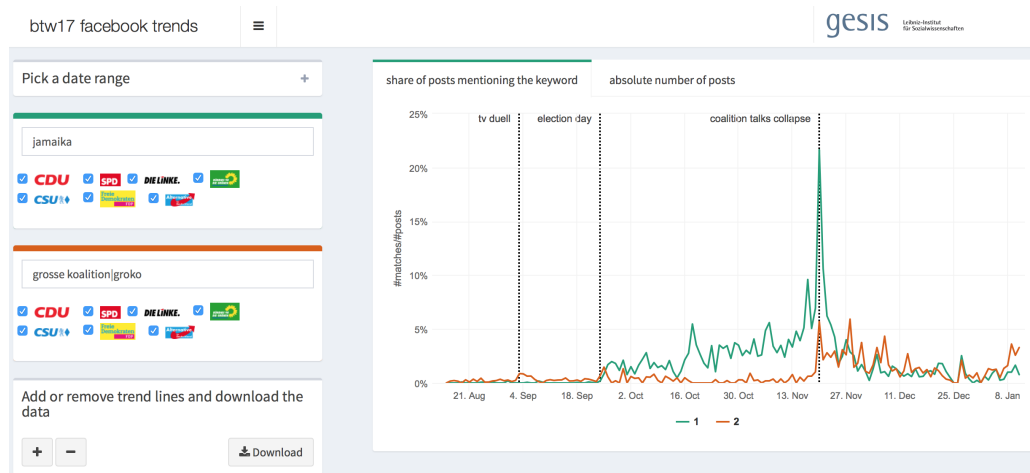 btw17 facebook trends
gesis Leibniz-Institut
für Sozialwissenschaften
Pick a date range +
jamaika
CDU SPD DIE LINKE.
CSU Freie Demokraten FDP Alternative
grosse koalition|groko
CDU SPD DIE LINKE.
CSU Freie Demokraten FDP Alternative
Add or remove trend lines and download the
data
+ − Download
share of posts mentioning the keyword absolute number of posts
tv duell election day coalition talks collapse
#matches/#posts
25%
20%
15%
10%
5%
0%
21. Aug 4. Sep 18. Sep 2. Oct 16. Oct 30. Oct 13. Nov 27. Nov 11. Dec 25. Dec 8. Jan
1 2